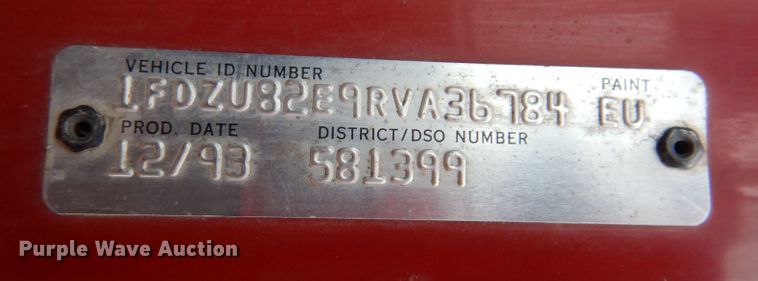 VEHICLE ID NUMBER PAINT
1FDZU82E9RVA36784 EU
PROD. DATE DISTRICT/DSO NUMBER
12/93 581399
Purple Wave Auction